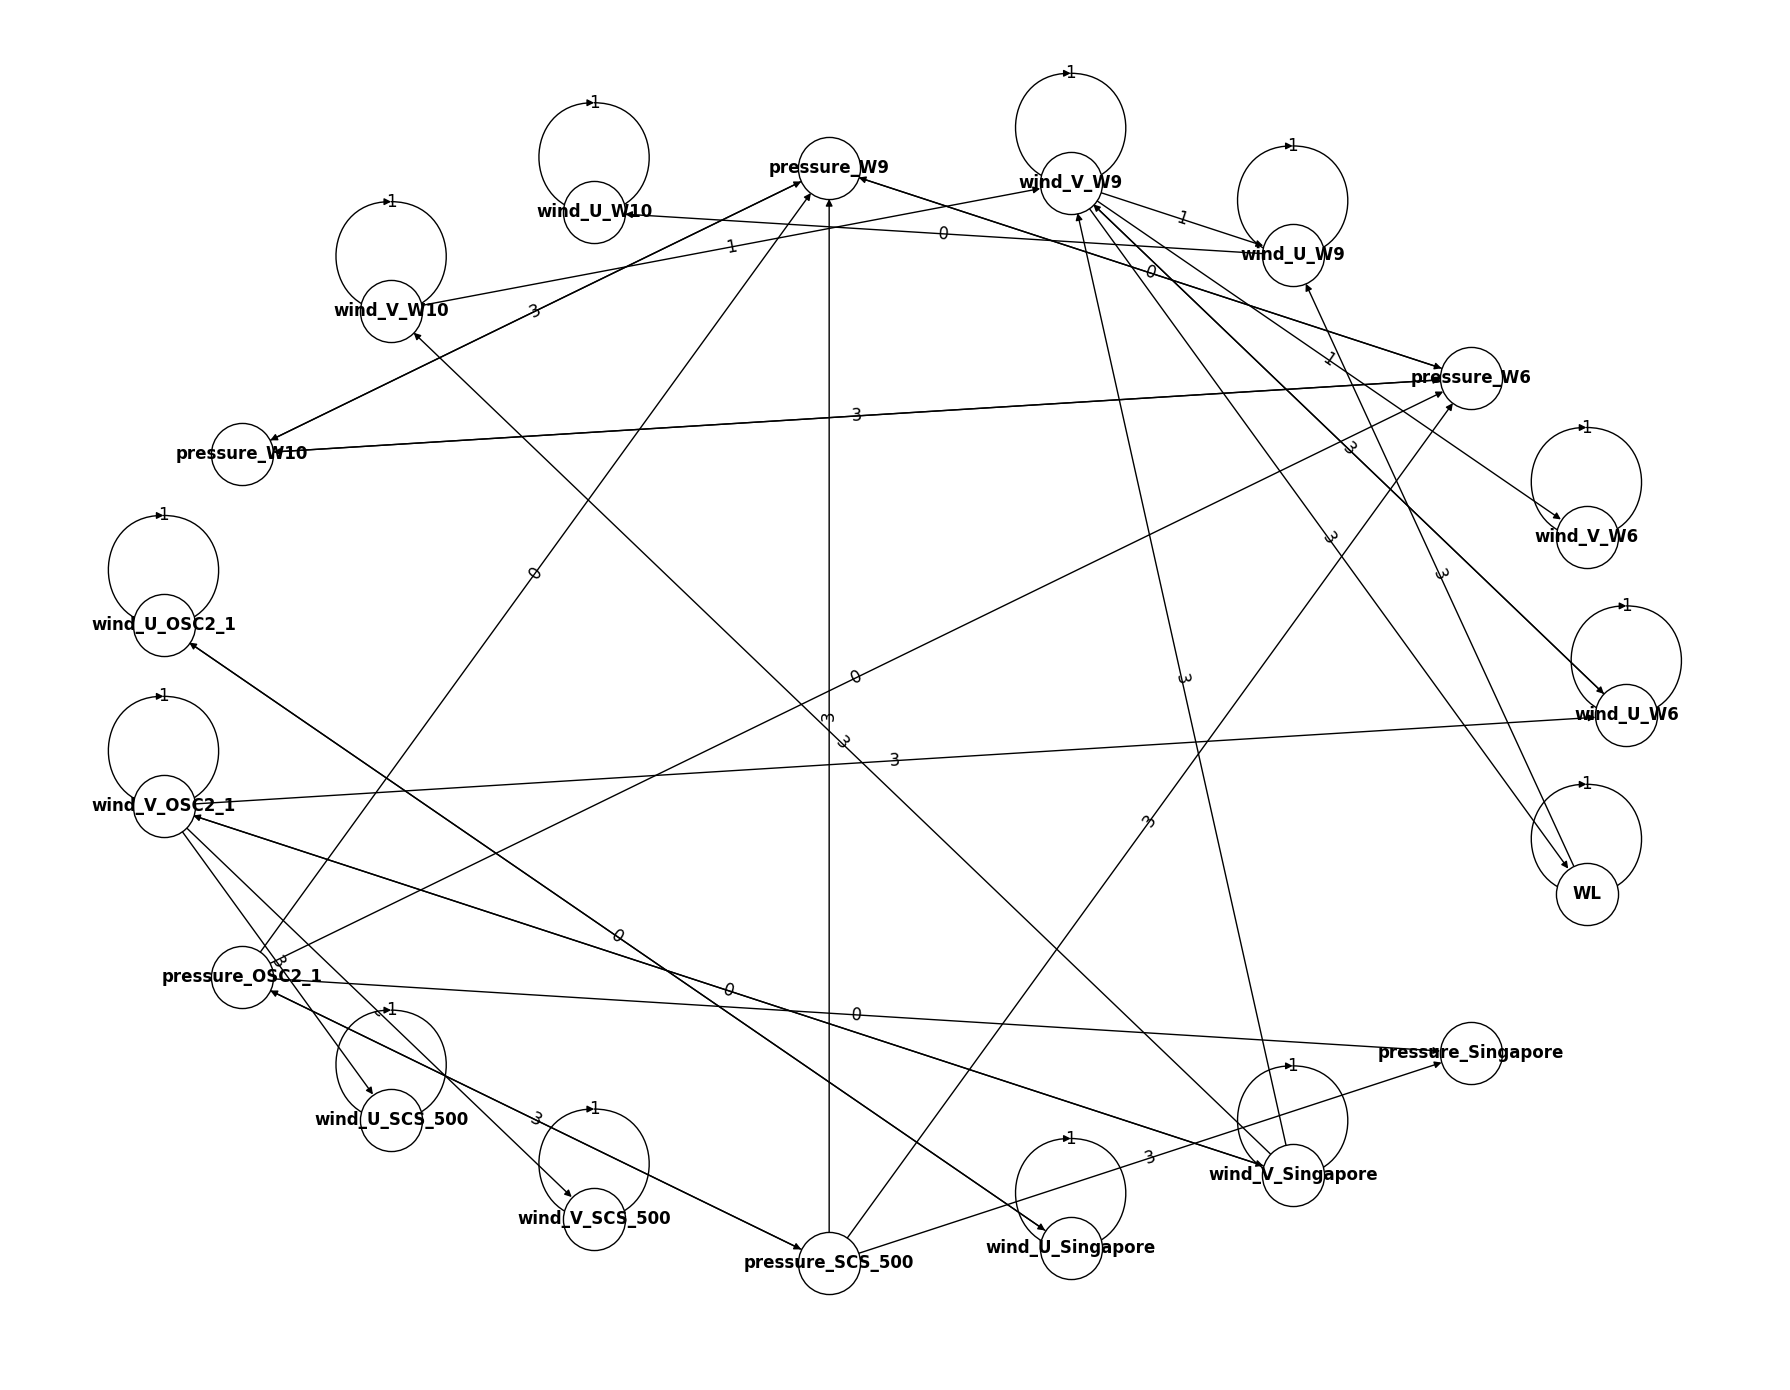 1
1
pressure_W9
wind_V_W9
1
wind_U_W10
1
0
1
wind_U_W9
1
0
wind_V_W10
3
1
pressure_W6
3
1
3
pressure_W10
1
3
wind_V_W6
0
3
1
wind_U_OSC2_1
0
3
1
3
wind_U_W6
3
3
3
1
wind_V_OSC2_1
3
WL
0
3
pressure_OSC2_1
0
1
0
pressure_Singapore
1
3
1
wind_U_SCS_500
1
3
wind_V_Singapore
wind_V_SCS_500
wind_U_Singapore
pressure_SCS_500